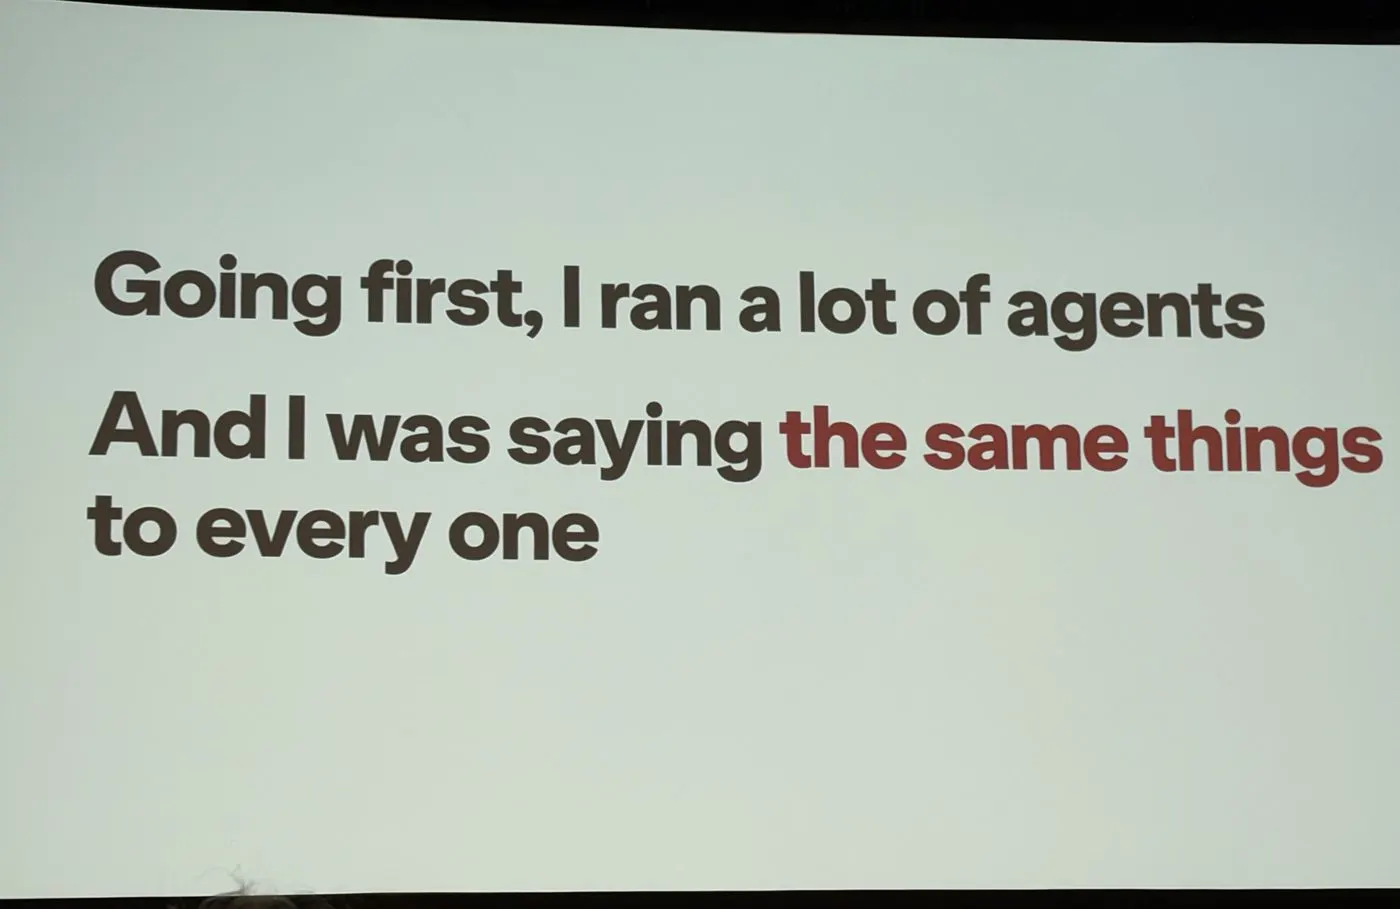 Going first, I ran a lot of agents
And I was saying the same things
to every one